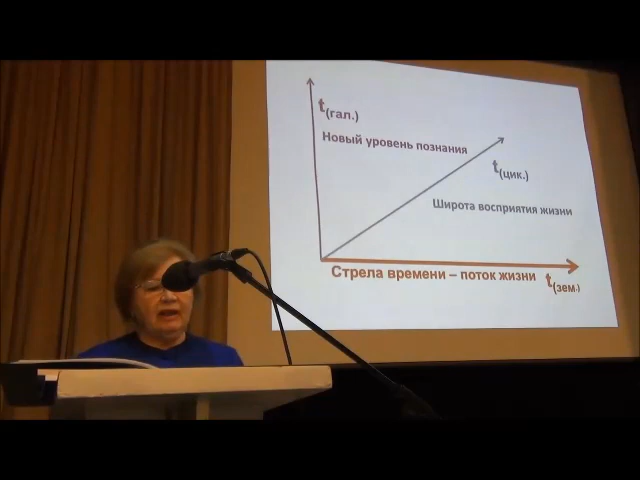 t(гал.)
Новый уровень познания
t(цик.)
Широта восприятия жизни
Стрела времени – поток жизни t(зем.)